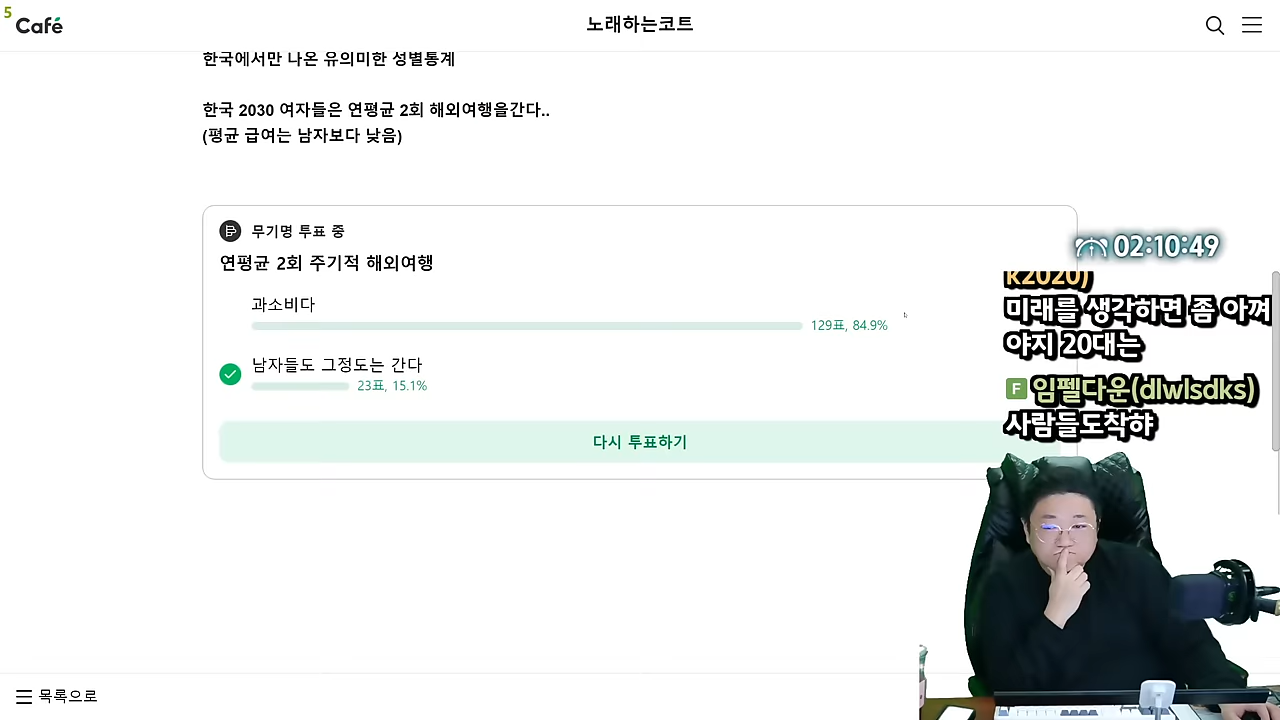 5
Café
노래하는코트
한국에서만 나온 유의미한 성별통계
한국 2030 여자들은 연평균 2회 해외여행을간다..
(평균 급여는 남자보다 낮음)
무기명 투표 중
연평균 2회 주기적 해외여행
과소비다
129표, 84.9%
남자들도 그정도는 간다
23표, 15.1%
다시 투표하기
02:10:49
k2020)
미래를 생각하면 좀 아껴
야지 20대는
F 임펠다운(dlwlsdks)
사람들도착햐
목록으로